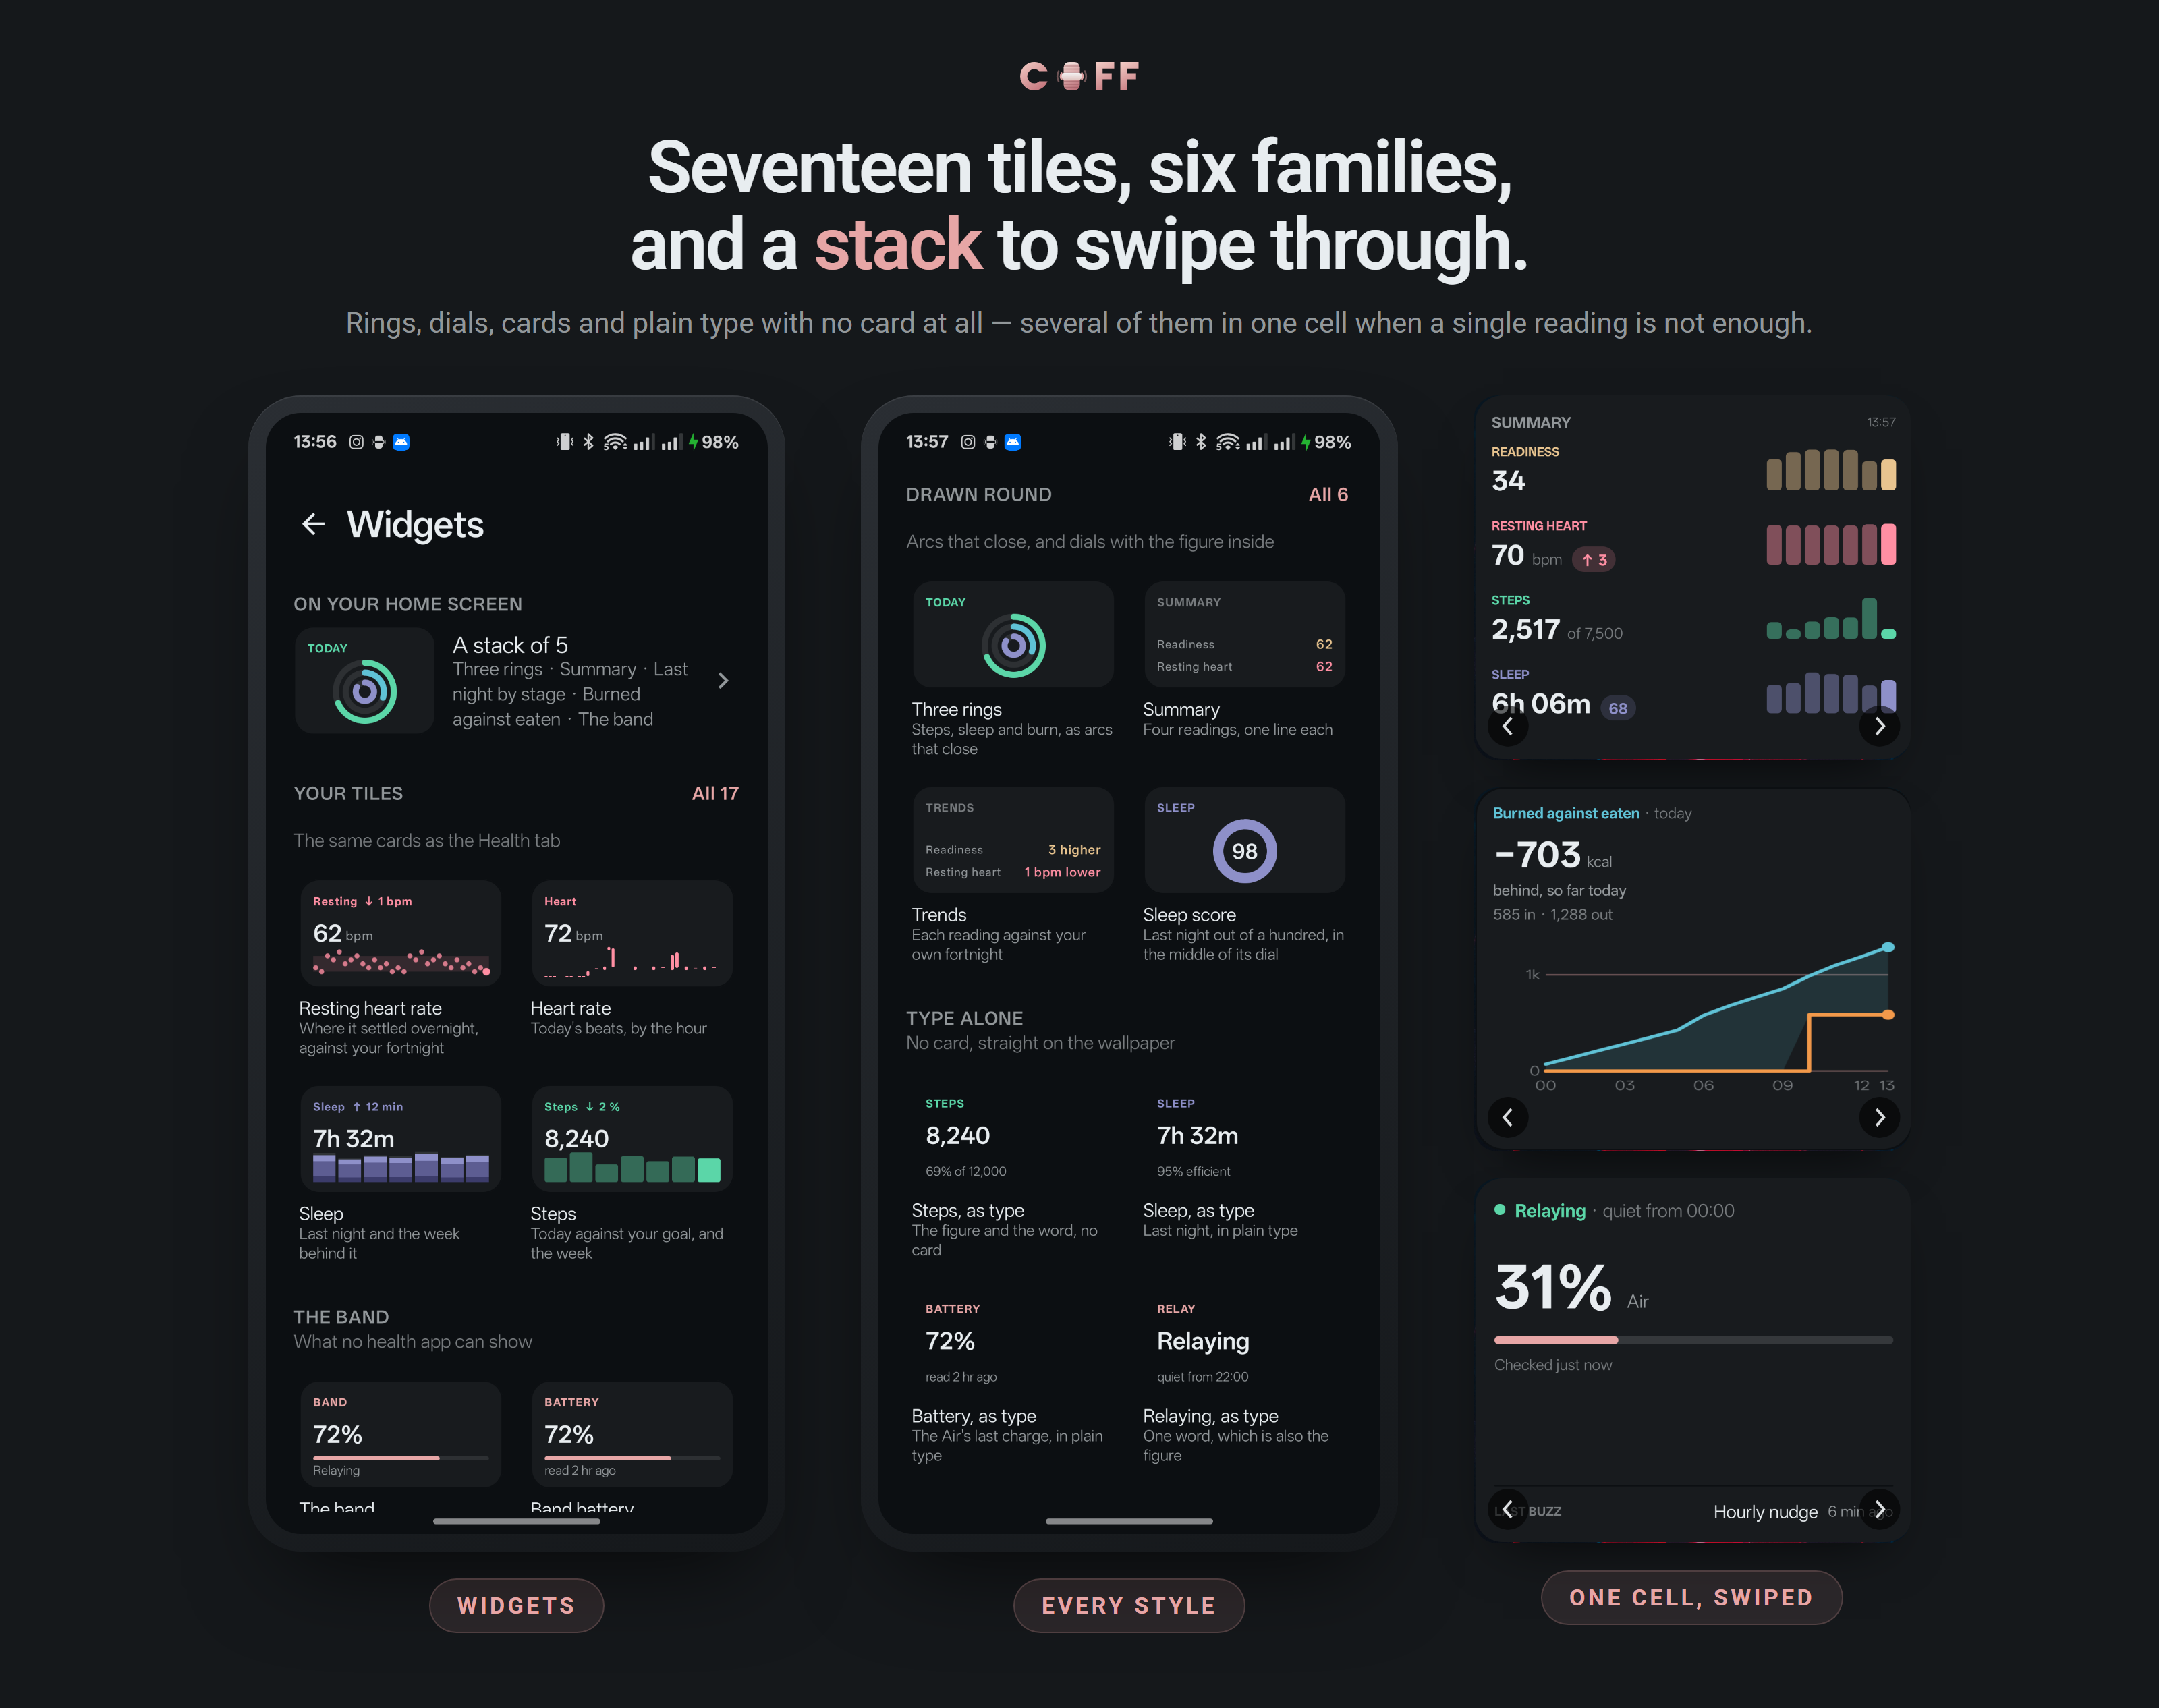 C FF
Seventeen tiles, six families,
and a stack to swipe through.
Rings, dials, cards and plain type with no card at all — several of them in one cell when a single reading is not enough.
13:56
98%
Widgets
ON YOUR HOME SCREEN
TODAY
A stack of 5
Three rings · Summary · Last
night by stage · Burned
against eaten · The band
YOUR TILES
All 17
The same cards as the Health tab
Resting ↓ 1 bpm
62 bpm
Resting heart rate
Where it settled overnight,
against your fortnight
Heart
72 bpm
Heart rate
Today's beats, by the hour
Sleep ↑ 12 min
7h 32m
Sleep
Last night and the week
behind it
Steps ↓ 2 %
8,240
Steps
Today against your goal, and
the week
THE BAND
What no health app can show
BAND
72%
Relaying
The band
BATTERY
72%
read 2 hr ago
Band battery
WIDGETS
13:57
98%
DRAWN ROUND
All 6
Arcs that close, and dials with the figure inside
TODAY
Three rings
Steps, sleep and burn, as arcs
that close
SUMMARY
Readiness 62
Resting heart 62
Summary
Four readings, one line each
TRENDS
Readiness 3 higher
Resting heart 1 bpm lower
Trends
Each reading against your
own fortnight
SLEEP
98
Sleep score
Last night out of a hundred, in
the middle of its dial
TYPE ALONE
No card, straight on the wallpaper
STEPS
8,240
69% of 12,000
Steps, as type
The figure and the word, no
card
SLEEP
7h 32m
95% efficient
Sleep, as type
Last night, in plain type
BATTERY
72%
read 2 hr ago
Battery, as type
The Air's last charge, in plain
type
RELAY
Relaying
quiet from 22:00
Relaying, as type
One word, which is also the
figure
EVERY STYLE
SUMMARY
13:57
READINESS
34
RESTING HEART
70 bpm ↑ 3
STEPS
2,517 of 7,500
SLEEP
6h 06m 68
Burned against eaten · today
−703 kcal
behind, so far today
585 in · 1,288 out
1k
0
00 03 06 09 12 13
Relaying · quiet from 00:00
31% Air
Checked just now
LAST BUZZ
Hourly nudge 6 min ago
ONE CELL, SWIPED